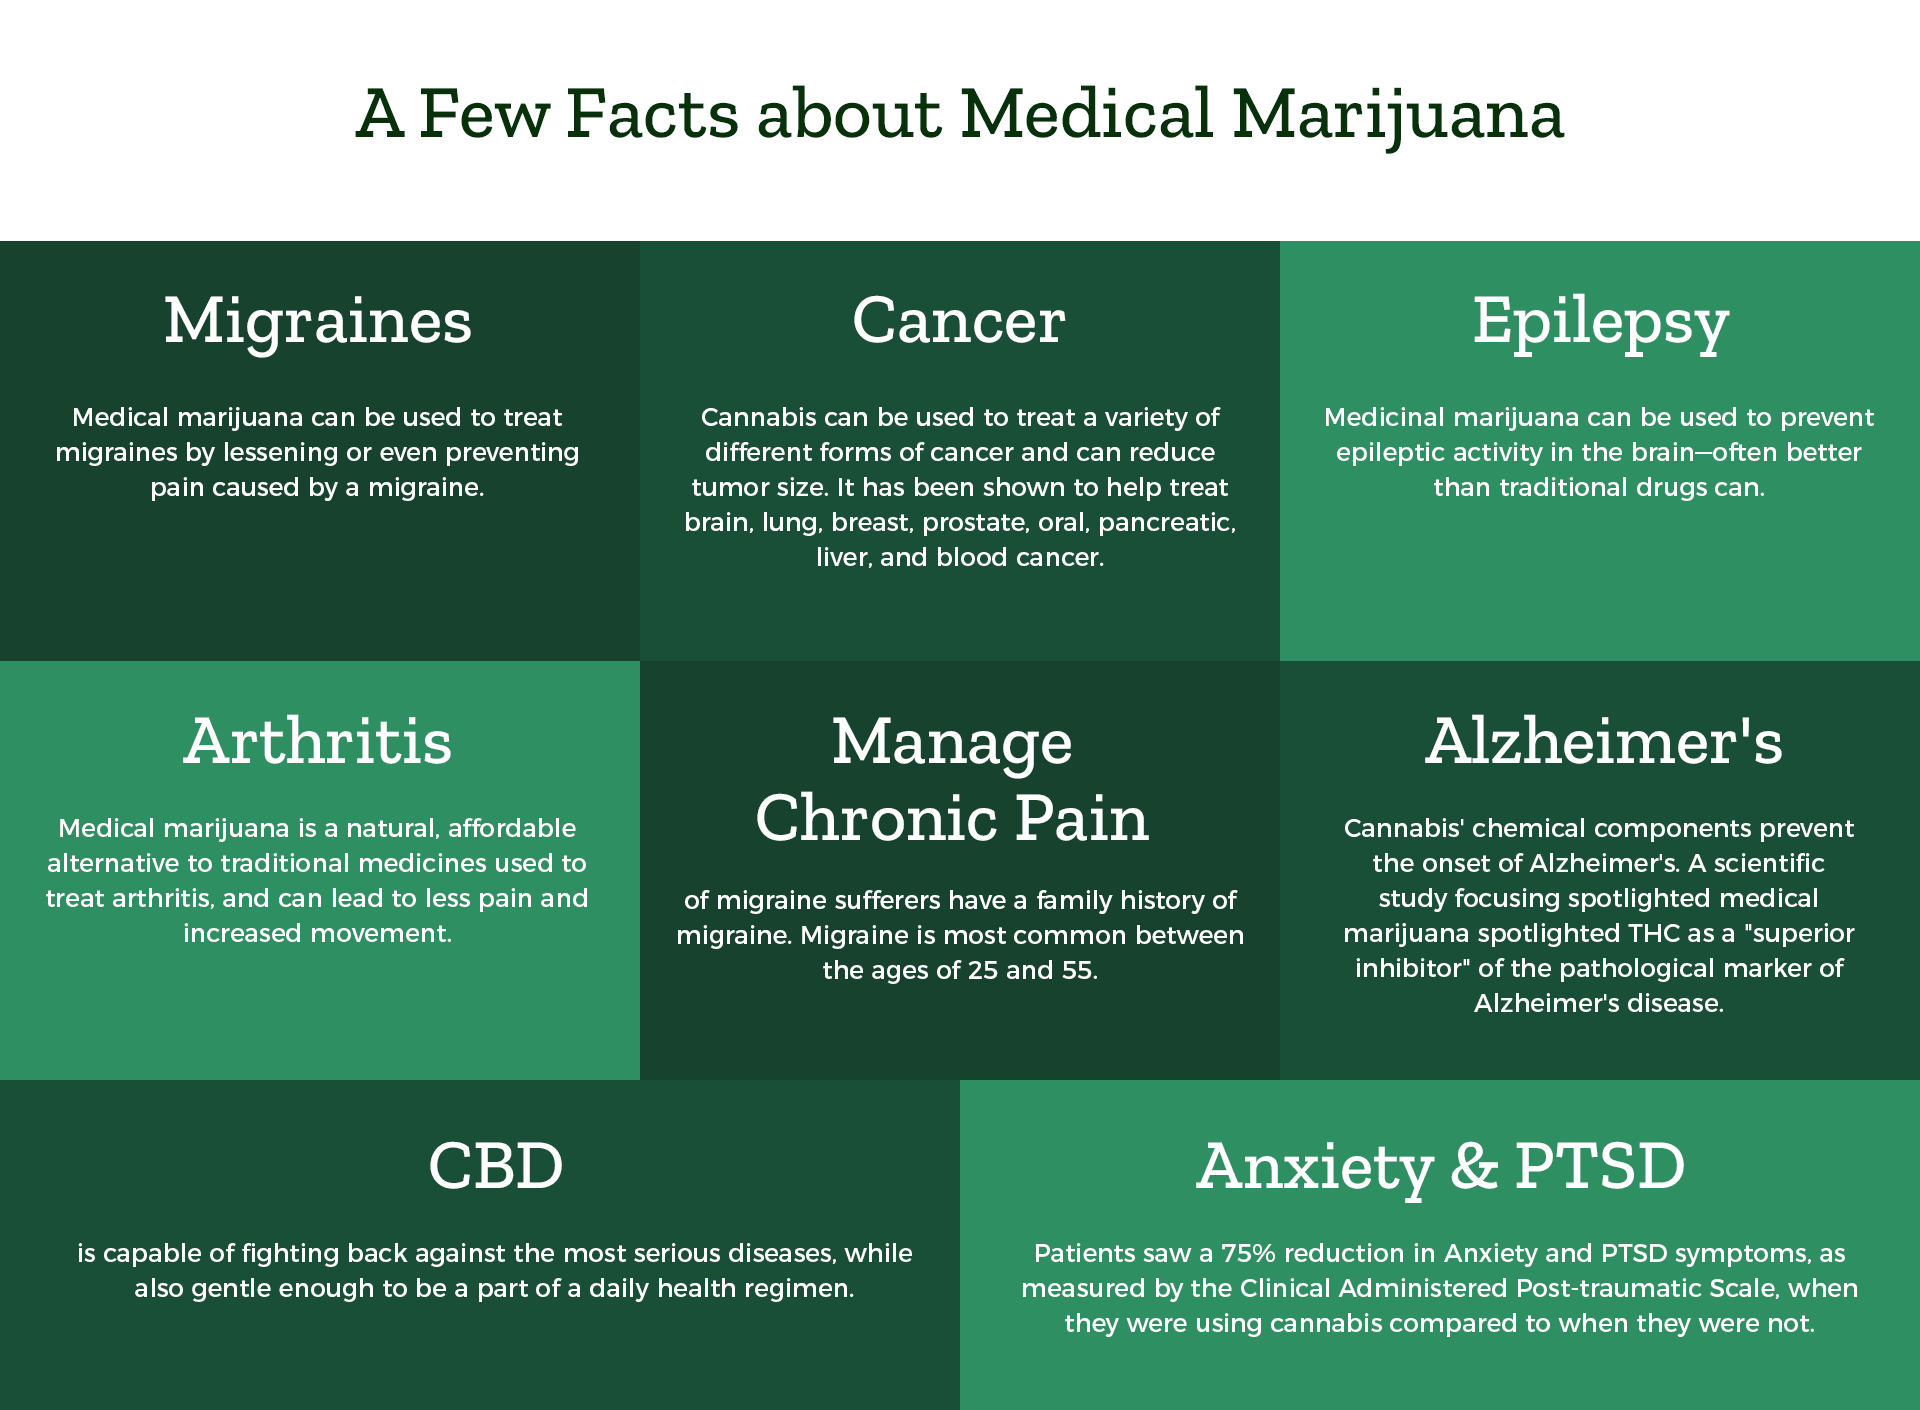 A Few Facts about Medical Marijuana
Migraines
Medical marijuana can be used to treat
migraines by lessening or even preventing
pain caused by a migraine.
Cancer
Cannabis can be used to treat a variety of
different forms of cancer and can reduce
tumor size. It has been shown to help treat
brain, lung, breast, prostate, oral, pancreatic,
liver, and blood cancer.
Epilepsy
Medicinal marijuana can be used to prevent
epileptic activity in the brain—often better
than traditional drugs can.
Arthritis
Medical marijuana is a natural, affordable
alternative to traditional medicines used to
treat arthritis, and can lead to less pain and
increased movement.
Manage
Chronic Pain
of migraine sufferers have a family history of
migraine. Migraine is most common between
the ages of 25 and 55.
Alzheimer's
Cannabis' chemical components prevent
the onset of Alzheimer's. A scientific
study focusing spotlighted medical
marijuana spotlighted THC as a "superior
inhibitor" of the pathological marker of
Alzheimer's disease.
CBD
is capable of fighting back against the most serious diseases, while
also gentle enough to be a part of a daily health regimen.
Anxiety & PTSD
Patients saw a 75% reduction in Anxiety and PTSD symptoms, as
measured by the Clinical Administered Post-traumatic Scale, when
they were using cannabis compared to when they were not.